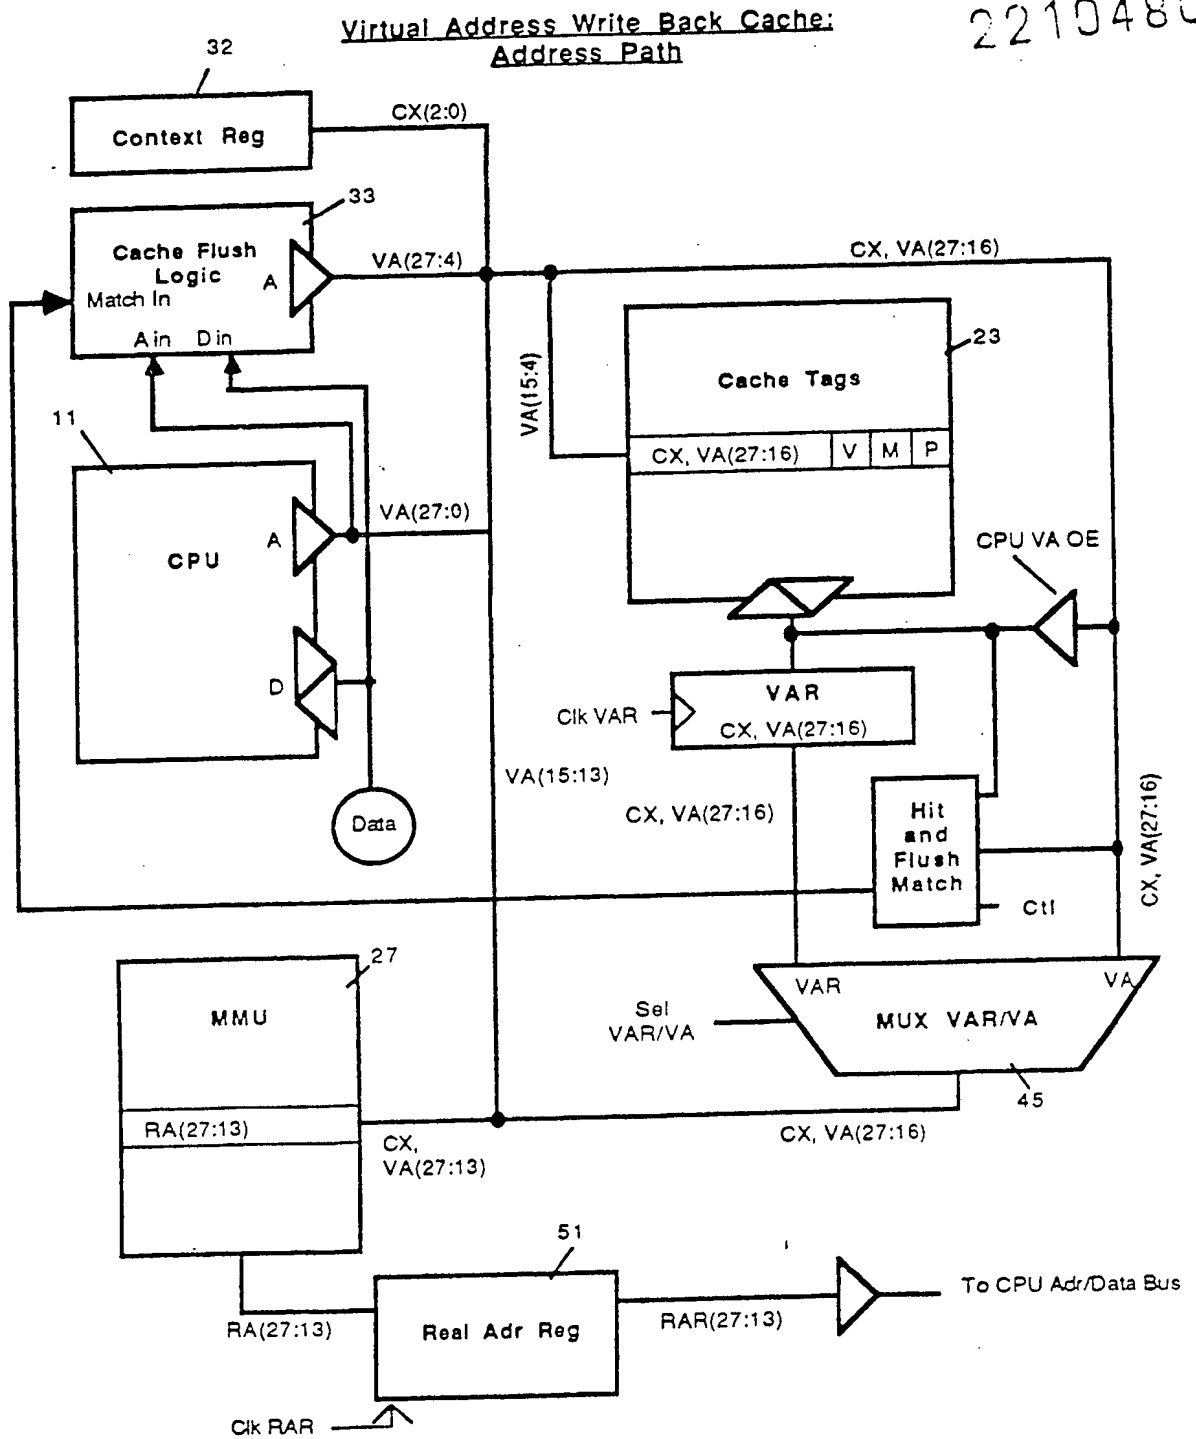 Virtual Address Write Back Cache:
Address Path
32
CX(2:0)
Context Reg
33
Cache Flush
Logic
A
VA(27:4)
Match In
A in D in
CX, VA(27:16)
23
Cache Tags
VA(15:4)
CX, VA(27:16) V M P
11
CPU
A
VA(27:0)
D
Data
CPU VA OE
VAR
CX, VA(27:16)
Clk VAR
VA(15:13)
CX, VA(27:16)
Hit
and
Flush
Match
Ctl
CX, VA(27:16)
27
MMU
RA(27:13)
CX,
VA(27:13)
VAR
VA
Sel
VAR/VA
MUX VAR/VA
45
CX, VA(27:16)
51
RA(27:13)
Real Adr Reg
RAR(27:13)
To CPU Adr/Data Bus
Clk RAR